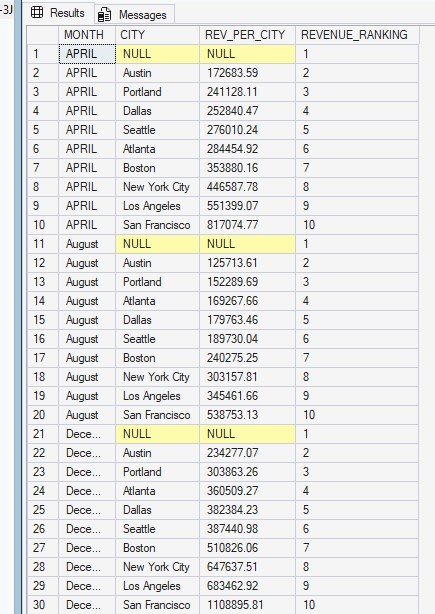 -3J
Results Messages
MONTH CITY REV_PER_CITY REVENUE_RANKING
1 APRIL NULL NULL 1
2 APRIL Austin 172683.59 2
3 APRIL Portland 241128.11 3
4 APRIL Dallas 252840.47 4
5 APRIL Seattle 276010.24 5
6 APRIL Atlanta 284454.92 6
7 APRIL Boston 353880.16 7
8 APRIL New York City 446587.78 8
9 APRIL Los Angeles 551399.07 9
10 APRIL San Francisco 817074.77 10
11 August NULL NULL 1
12 August Austin 125713.61 2
13 August Portland 152289.69 3
14 August Atlanta 169267.66 4
15 August Dallas 179763.46 5
16 August Seattle 189730.04 6
17 August Boston 240275.25 7
18 August New York City 303157.81 8
19 August Los Angeles 345461.66 9
20 August San Francisco 538753.13 10
21 Dece... NULL NULL 1
22 Dece... Austin 234277.07 2
23 Dece... Portland 303863.26 3
24 Dece... Atlanta 360509.27 4
25 Dece... Dallas 382384.23 5
26 Dece... Seattle 387440.98 6
27 Dece... Boston 510826.06 7
28 Dece... New York City 647637.51 8
29 Dece... Los Angeles 683462.92 9
30 Dece... San Francisco 1108895.81 10